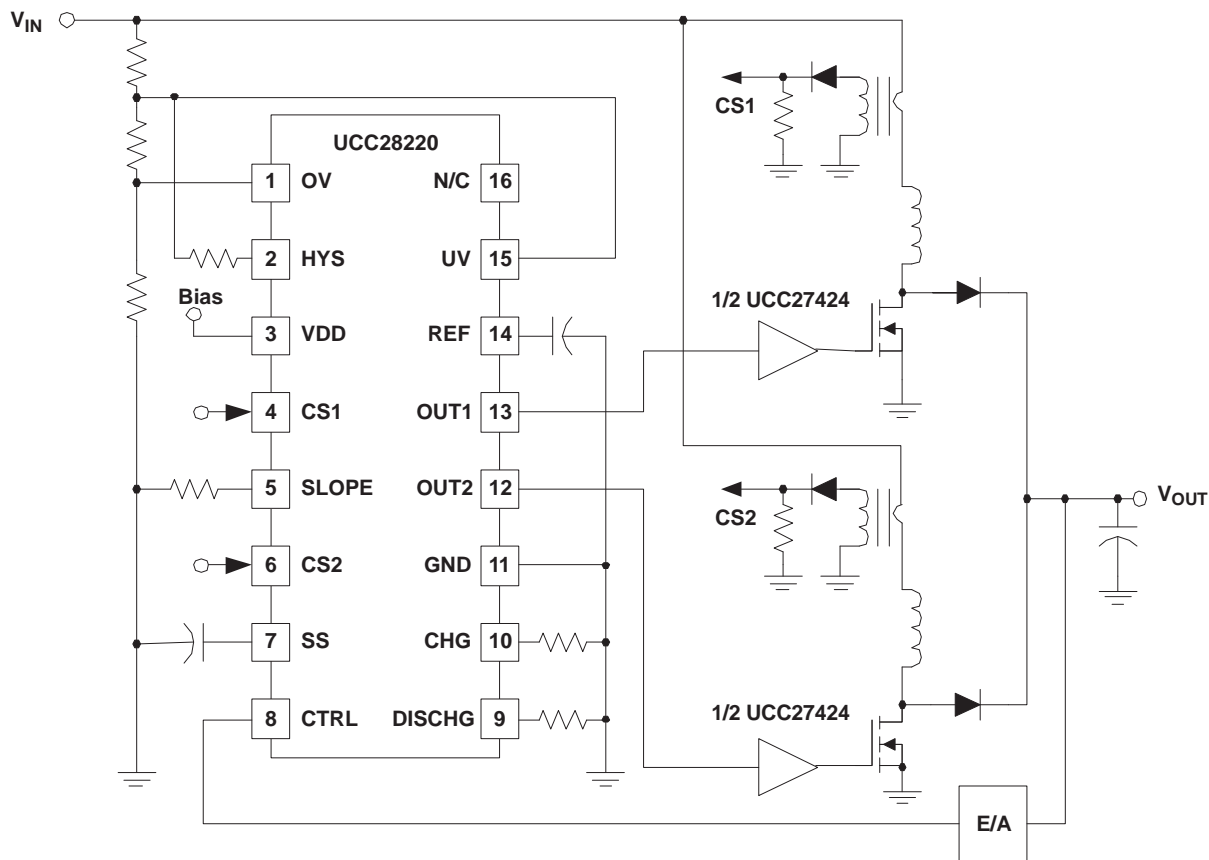 VIN
CS1
UCC28220
1 OV N/C 16
2 HYS UV 15
Bias
1/2 UCC27424
3 VDD REF 14
4 CS1 OUT1 13
5 SLOPE OUT2 12
CS2
VOUT
6 CS2 GND 11
7 SS CHG 10
8 CTRL DISCHG 9
1/2 UCC27424
E/A